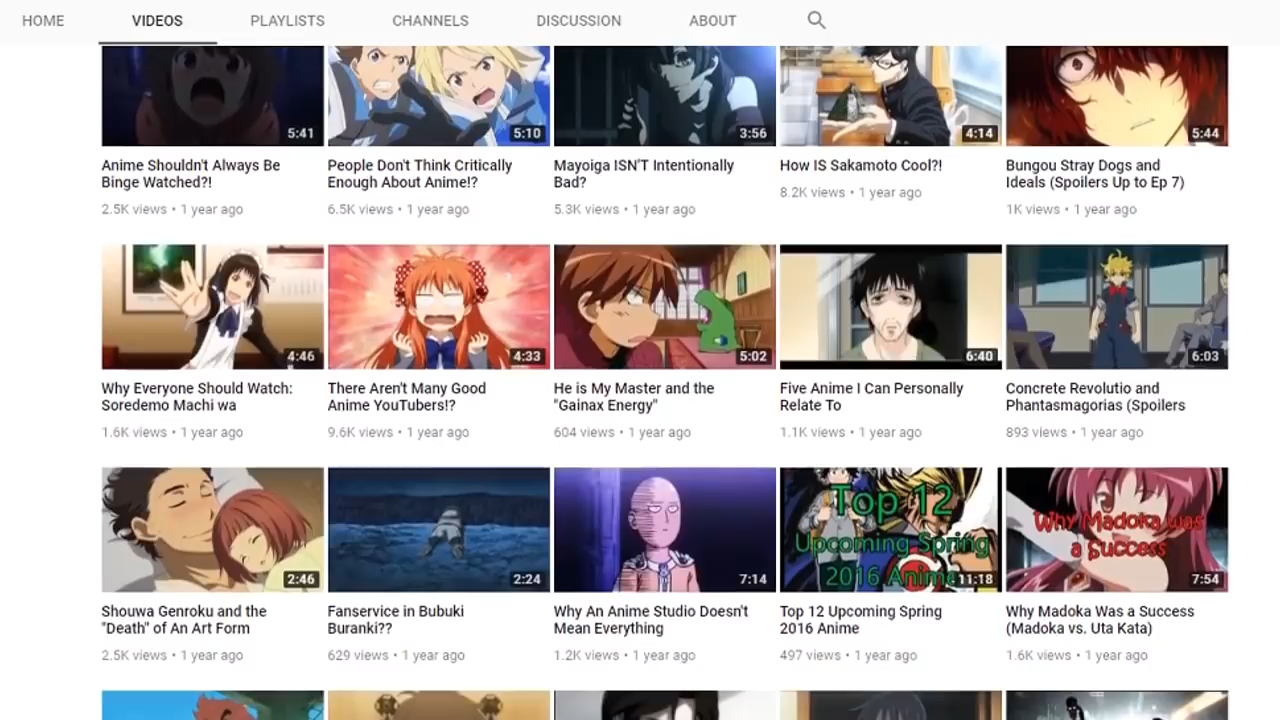 HOME VIDEOS PLAYLISTS CHANNELS DISCUSSION ABOUT
5:41 5:10 3:56 4:14 5:44
Anime Shouldn't Always Be
Binge Watched?!
2.5K views • 1 year ago
People Don't Think Critically
Enough About Anime!?
6.5K views • 1 year ago
Mayoiga ISN'T Intentionally
Bad?
5.3K views • 1 year ago
How IS Sakamoto Cool?!
8.2K views • 1 year ago
Bungou Stray Dogs and
Ideals (Spoilers Up to Ep 7)
1K views • 1 year ago
4:46 4:33 5:02 6:40 6:03
Why Everyone Should Watch:
Soredemo Machi wa
1.6K views • 1 year ago
There Aren't Many Good
Anime YouTubers!?
9.6K views • 1 year ago
He is My Master and the
"Gainax Energy"
604 views • 1 year ago
Five Anime I Can Personally
Relate To
1.1K views • 1 year ago
Concrete Revolutio and
Phantasmagorias (Spoilers
893 views • 1 year ago
Top 12
Upcoming Spring
2016 Anime
Why Madoka was
a Success
2:46 2:24 7:14 11:18 7:54
Shouwa Genroku and the
"Death" of An Art Form
2.5K views • 1 year ago
Fanservice in Bubuki
Buranki??
629 views • 1 year ago
Why An Anime Studio Doesn't
Mean Everything
1.2K views • 1 year ago
Top 12 Upcoming Spring
2016 Anime
497 views • 1 year ago
Why Madoka Was a Success
(Madoka vs. Uta Kata)
1.6K views • 1 year ago